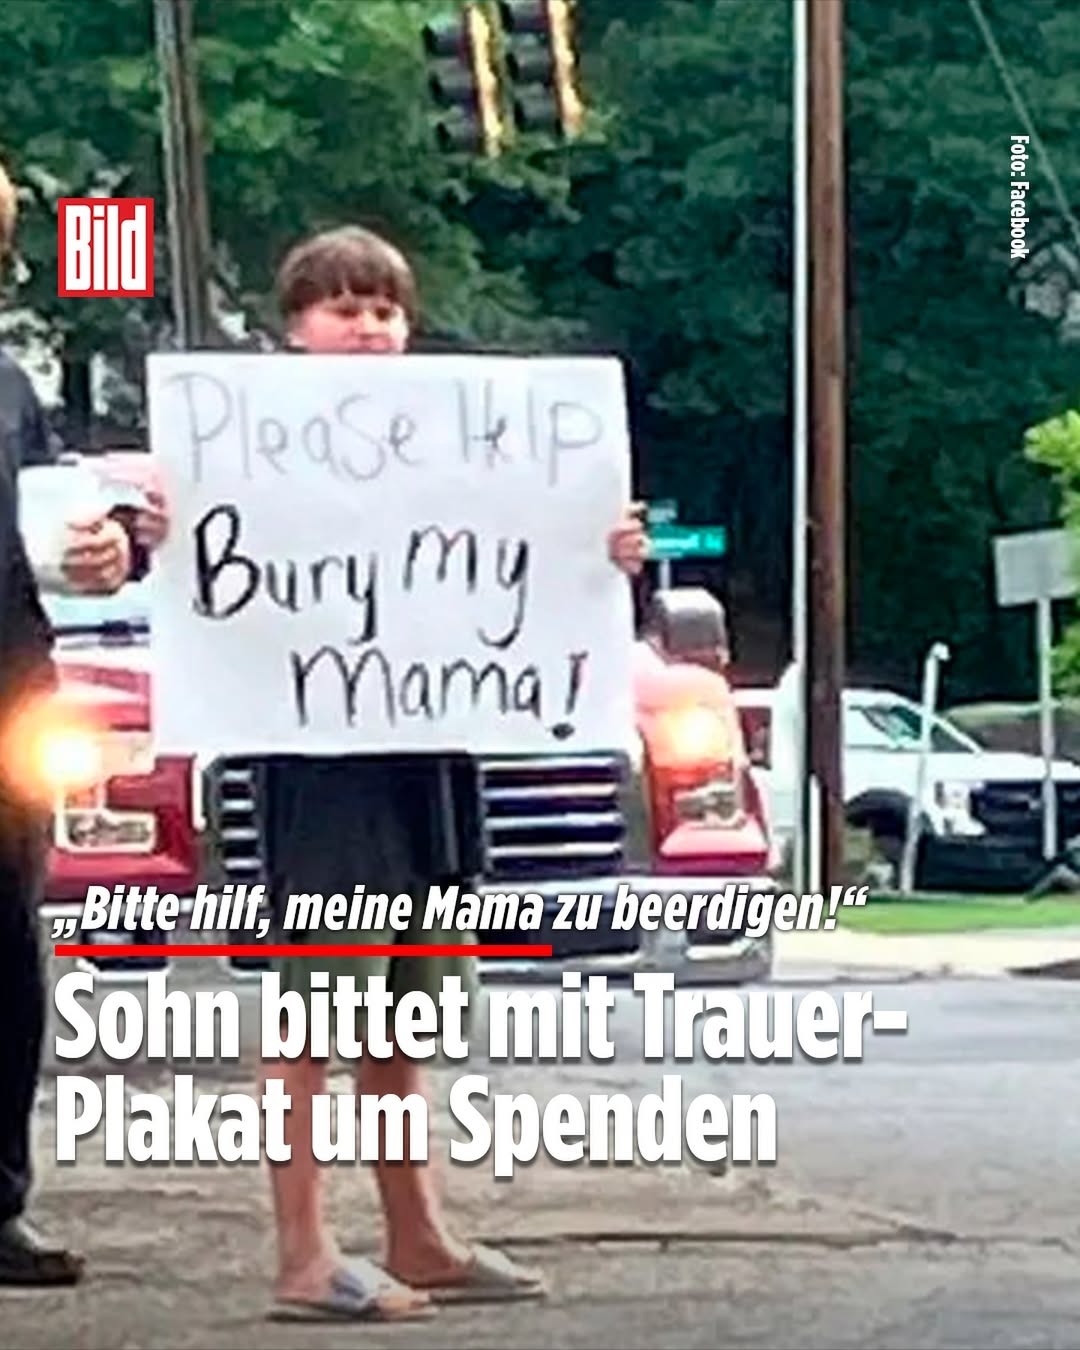 Foto: Facebook
Bild
Please Help
Bury My
Mama!
„Bitte hilf, meine Mama zu beerdigen!“
Sohn bittet mit Trauer-
Plakat um Spenden